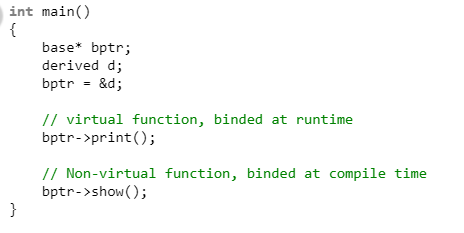 int main()
{
    base* bptr;
    derived d;
    bptr = &d;

    // virtual function, binded at runtime
    bptr->print();

    // Non-virtual function, binded at compile time
    bptr->show();
}